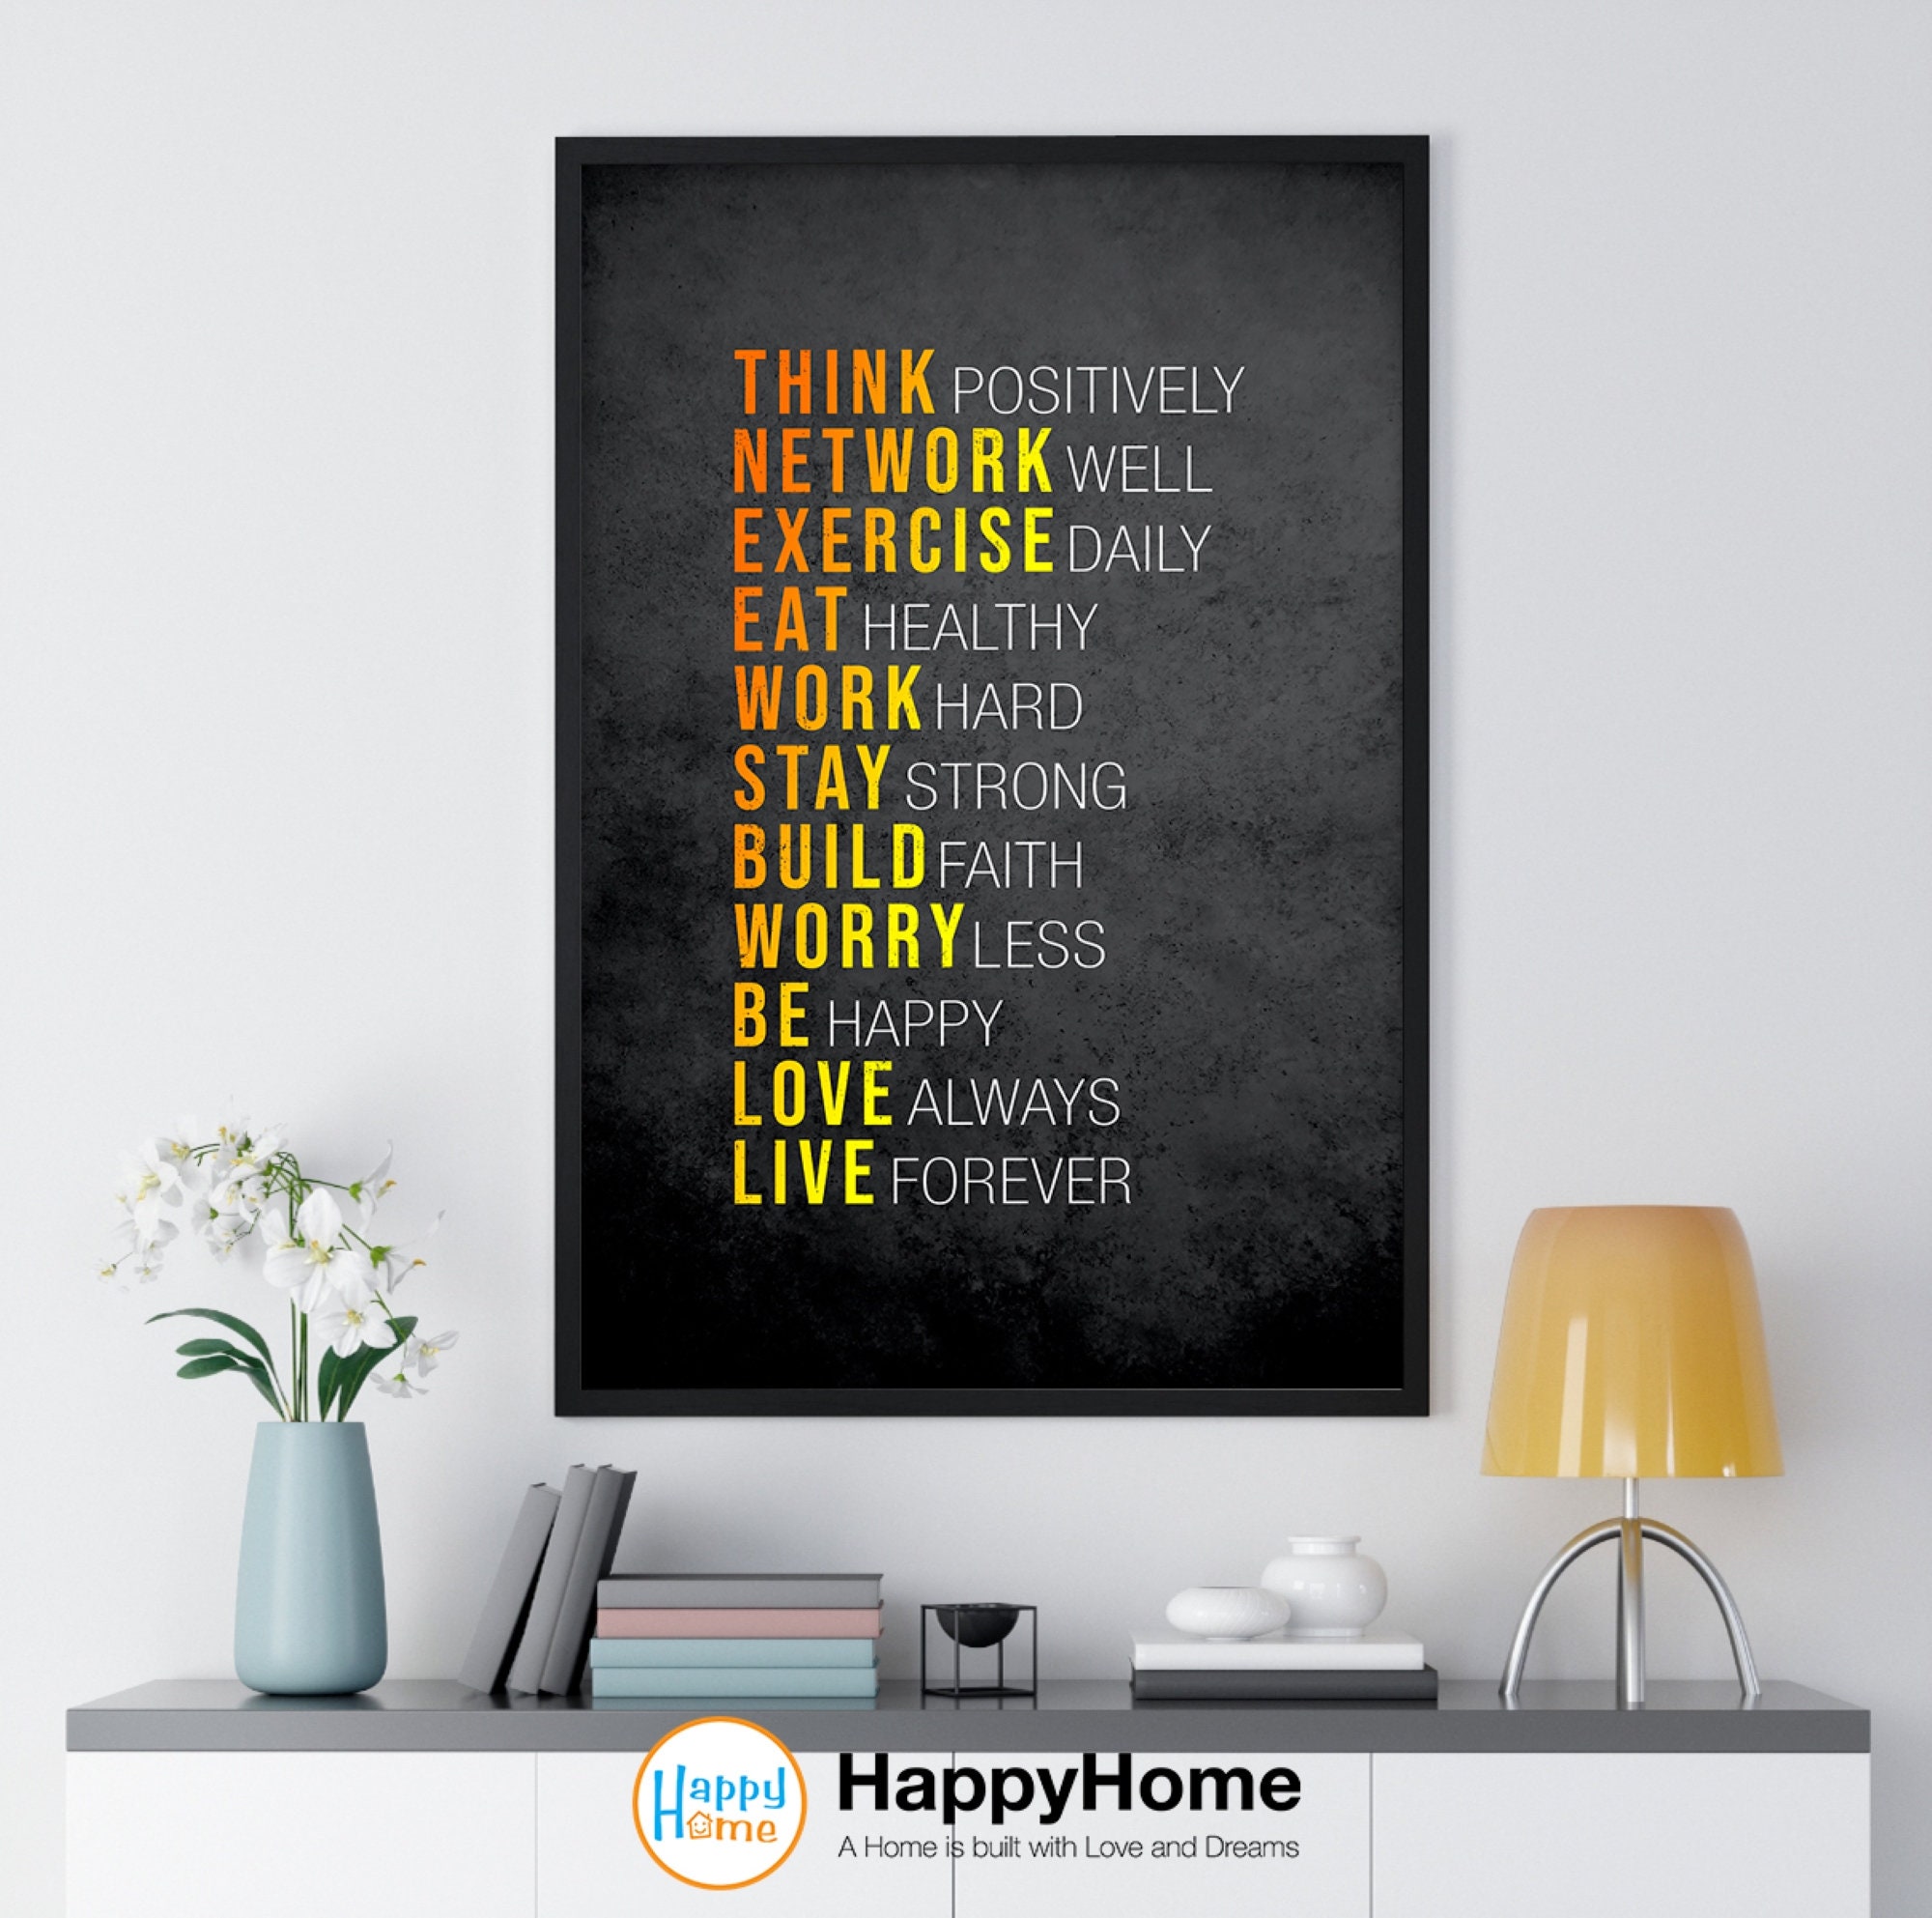 THINK POSITIVELY
NETWORK WELL
EXERCISE DAILY
EAT HEALTHY
WORK HARD
STAY STRONG
BUILD FAITH
WORRY LESS
BE HAPPY
LOVE ALWAYS
LIVE FOREVER
Happy
Home
HappyHome
A Home is built with Love and Dreams